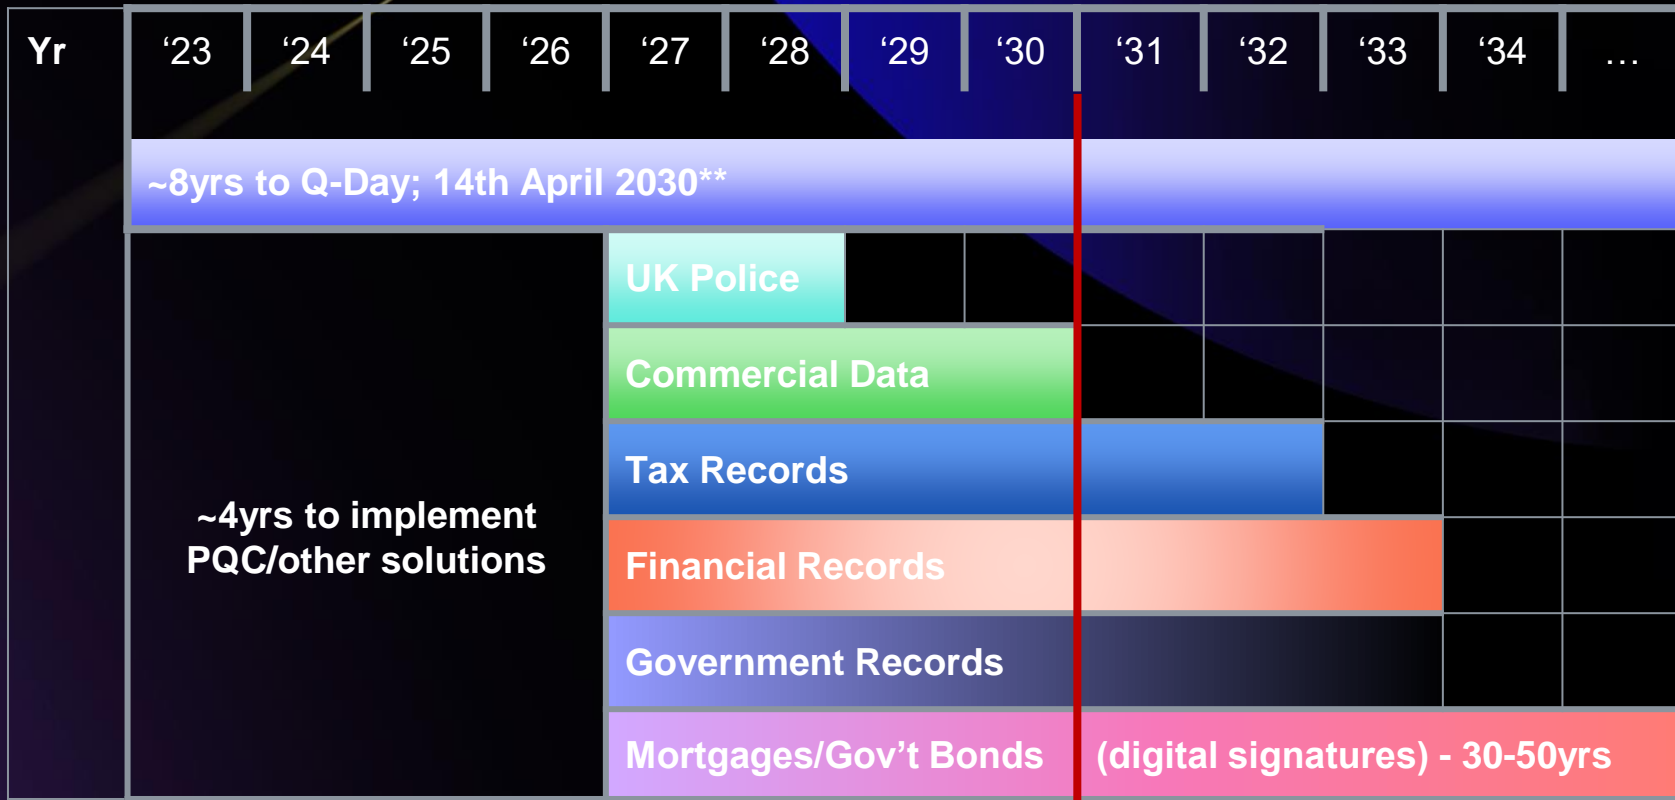 Yr ‘23 ‘24 ‘25 ‘26 ‘27 ‘28 ‘29 ‘30 ‘31 ‘32 ‘33 ‘34 …
~8yrs to Q-Day; 14th April 2030**
UK Police
Commercial Data
Tax Records
~4yrs to implement
PQC/other solutions
Financial Records
Government Records
Mortgages/Gov’t Bonds (digital signatures) - 30-50yrs